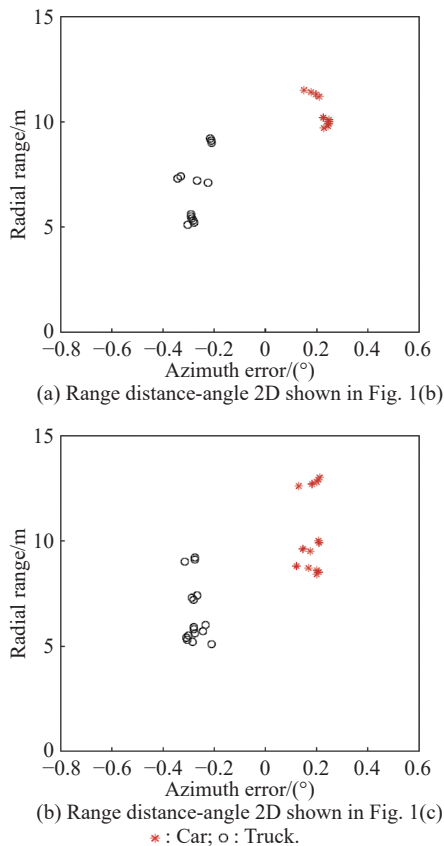 15
10
5
0
Radial range/m
−0.8 −0.6 −0.4 −0.2 0 0.2 0.4 0.6
Azimuth error/(°)
(a) Range distance-angle 2D shown in Fig. 1(b)
15
10
5
0
Radial range/m
−0.8 −0.6 −0.4 −0.2 0 0.2 0.4 0.6
Azimuth error/(°)
(b) Range distance-angle 2D shown in Fig. 1(c)
* : Car; o : Truck.